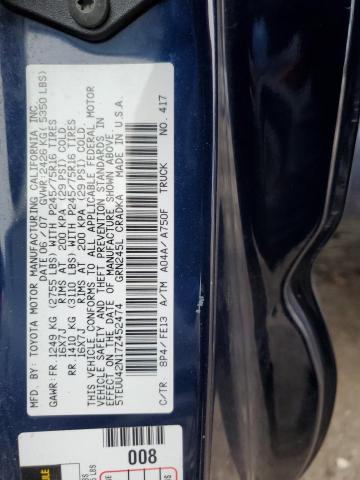 MFD. BY:
TOYOTA MOTOR MANUFACTURING CALIFORNIA INC.
DATE 06/07 GVWR 2426 KG( 5350 LBS)
GAWR:FR 1249 KG (2755 LBS) WITH P245/75R16 TIRES
16X7J RIMS AT 200 KPA (29 PSI) COLD
RR 1410 KG (3110 LBS) WITH P245/75R16 TIRES
16X7J RIMS AT 200 KPA (29 PSI) COLD
THIS VEHICLE CONFORMS TO ALL APPLICABLE FEDERAL MOTOR
VEHICLE SAFETY AND THEFT PREVENTION STANDARDS IN
EFFECT ON THE DATE OF MANUFACTURE SHOWN ABOVE
5TEUU42N17Z452474 GRN245L CRADKA MADE IN U.S.A.
C/TR 8P4/ FE13 A/TM A04A/ A750F TRUCK NO. 417
008